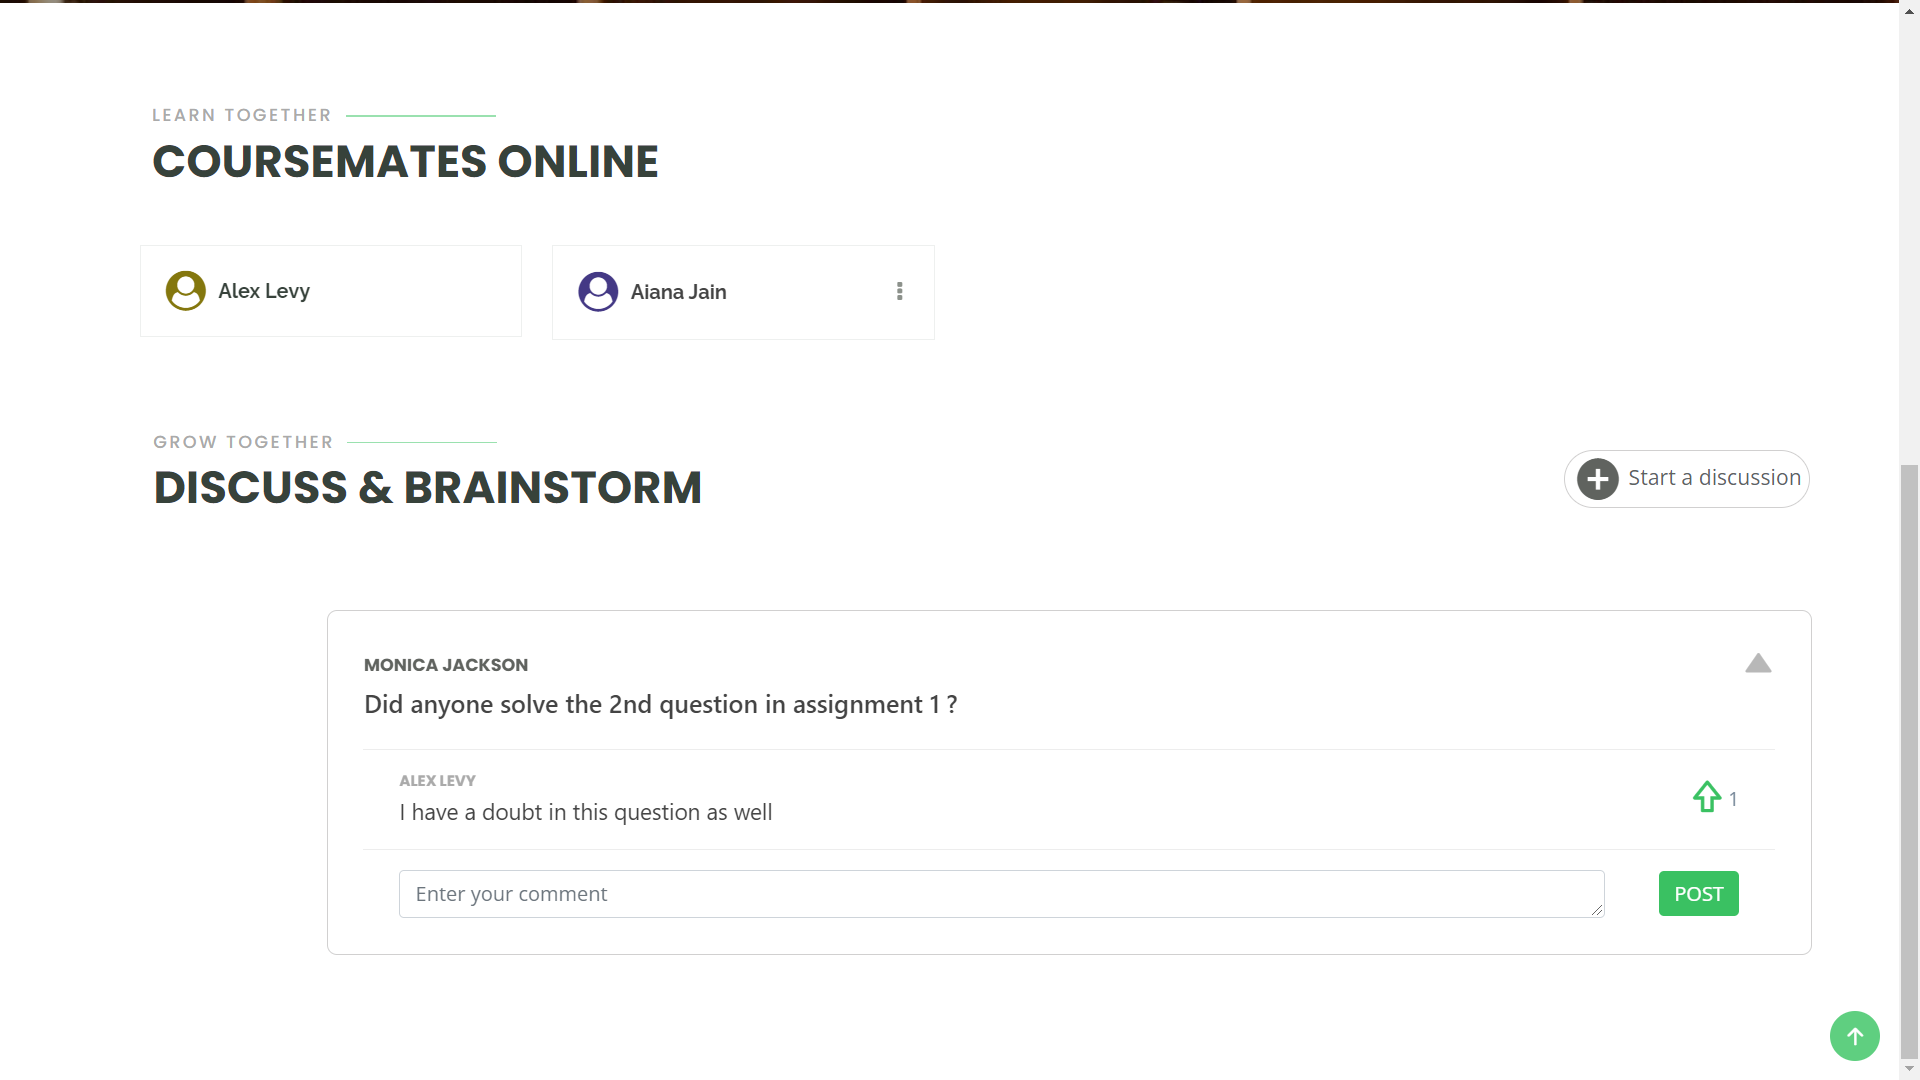 LEARN TOGETHER
COURSEMATES ONLINE
Alex Levy
Aiana Jain
GROW TOGETHER
DISCUSS & BRAINSTORM
Start a discussion
MONICA JACKSON
Did anyone solve the 2nd question in assignment 1 ?
ALEX LEVY
I have a doubt in this question as well
1
Enter your comment
POST